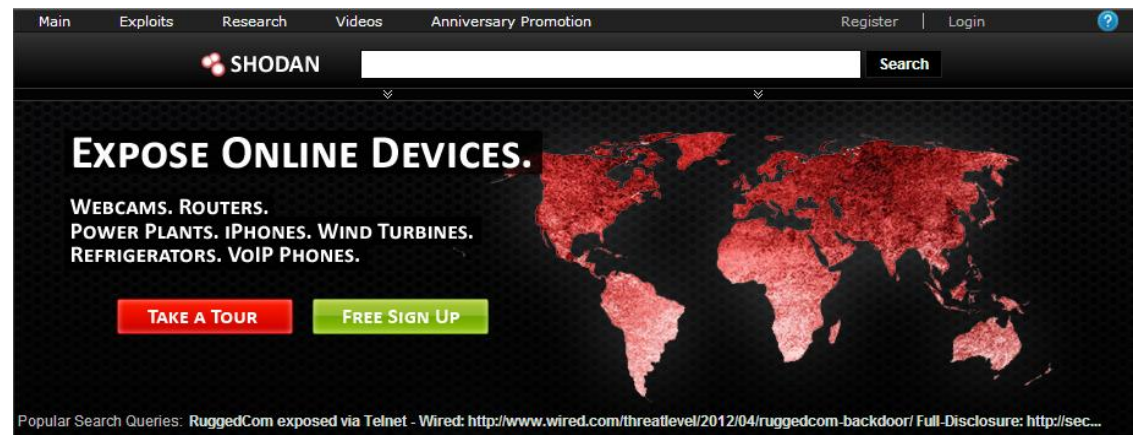 Main Exploits Research Videos Anniversary Promotion Register | Login ?
SHODAN Search
EXPOSE ONLINE DEVICES.
WEBCAMS. ROUTERS.
POWER PLANTS. IPHONES. WIND TURBINES.
REFRIGERATORS. VOIP PHONES.
TAKE A TOUR FREE SIGN UP
Popular Search Queries: RuggedCom exposed via Telnet - Wired: http://www.wired.com/threatlevel/2012/04/ruggedcom-backdoor/ Full-Disclosure: http://sec...